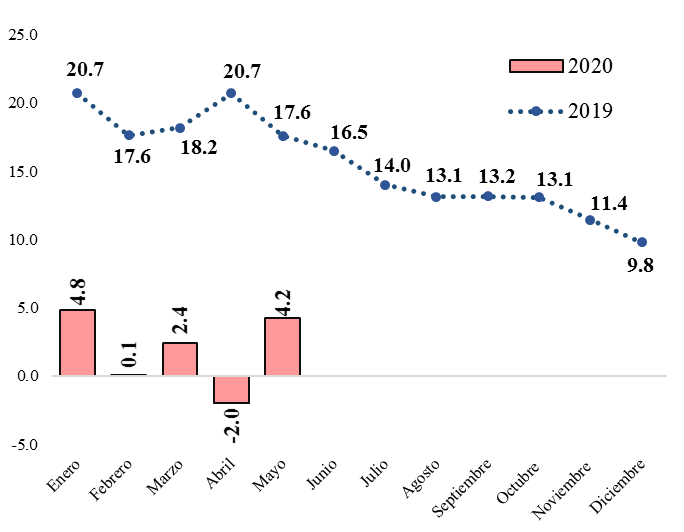 25.0
20.0
15.0
10.0
5.0
0.0
-5.0
2020
2019
20.7
17.6
18.2
20.7
17.6
16.5
14.0
13.1
13.2
13.1
11.4
9.8
4.8
0.1
2.4
-2.0
4.2
Enero
Febrero
Marzo
Abril
Mayo
Junio
Julio
Agosto
Septiembre
Octubre
Noviembre
Diciembre